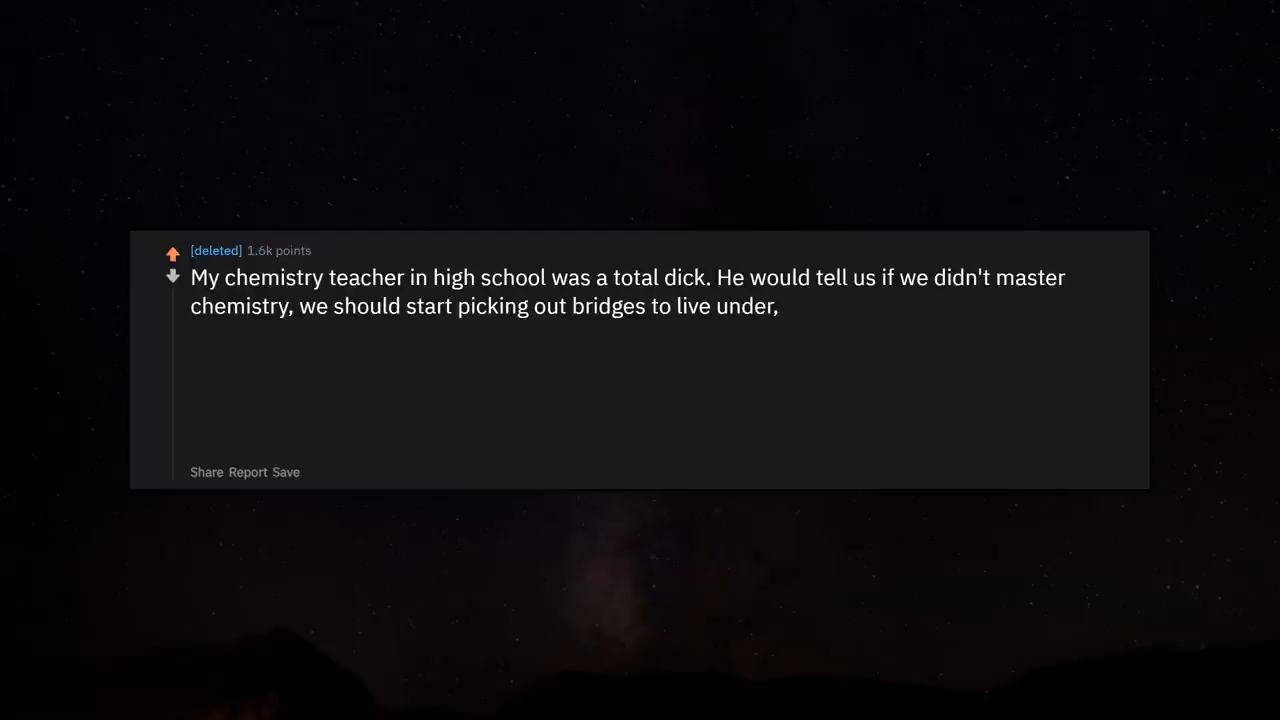 [deleted] 1.6k points
My chemistry teacher in high school was a total dick. He would tell us if we didn't master
chemistry, we should start picking out bridges to live under,
Share Report Save